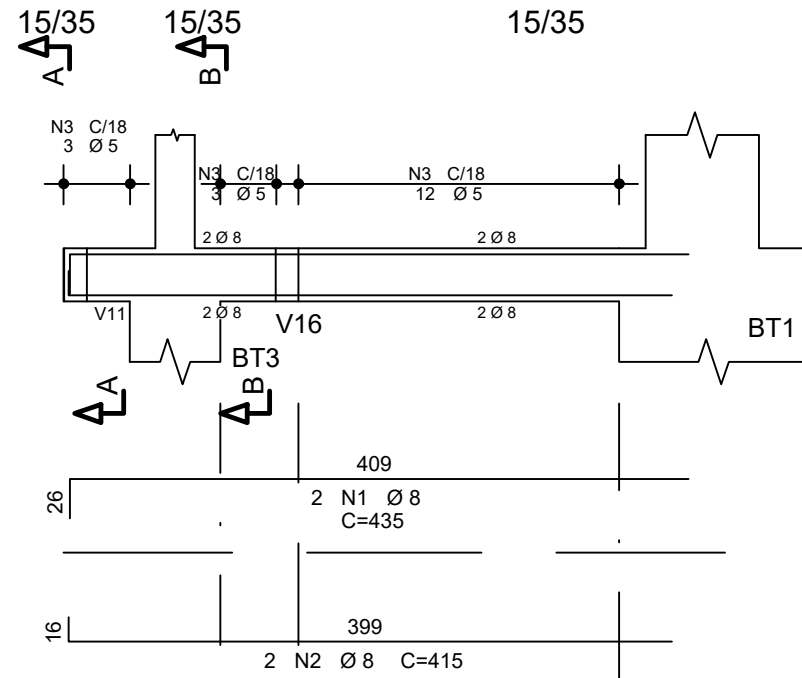 15/35 15/35 15/35
A B
N3 C/18
3 Ø 5
N3 C/18
3 Ø 5
N3 C/18
12 Ø 5
2 Ø 8 2 Ø 8
V11 2 Ø 8 2 Ø 8
V16
BT1
BT3
A B
409
26
2 N1 Ø 8
C=435
399
16
2 N2 Ø 8 C=415